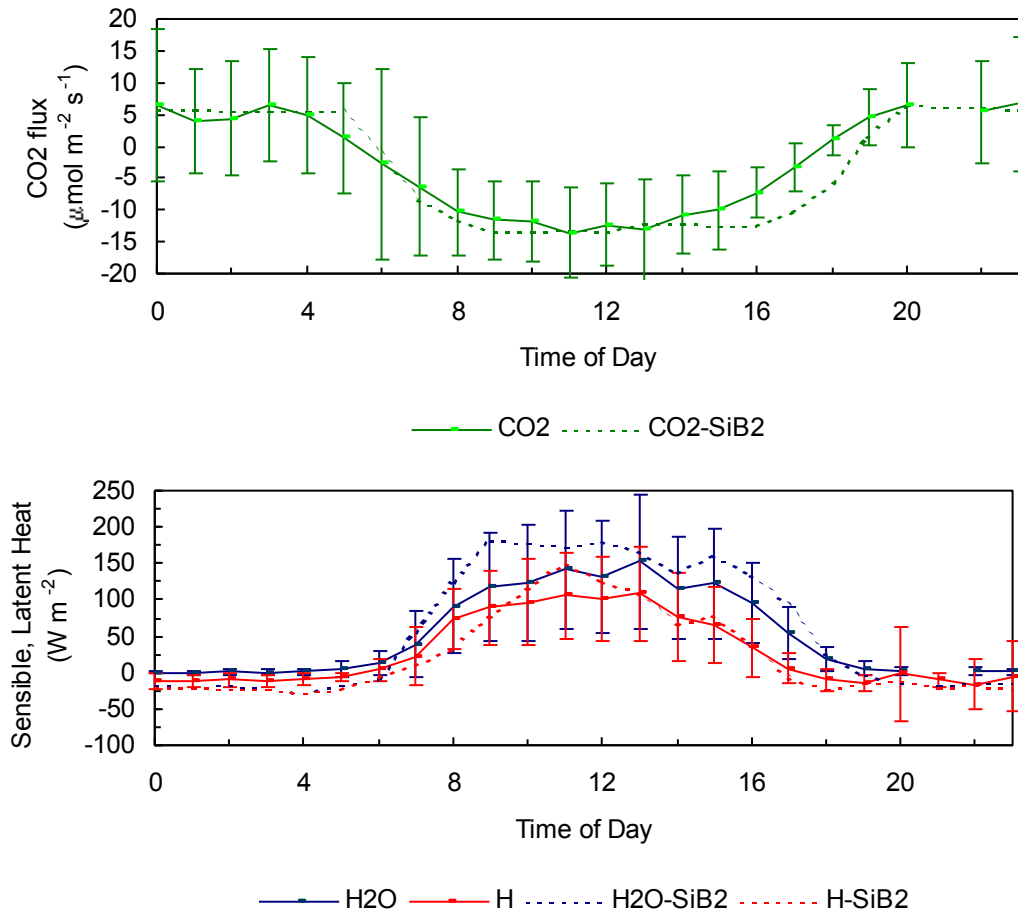 20
15
10
5
0
-5
-10
-15
-20
CO2 flux
(μmol m-2 s-1)
0 4 8 12 16 20
Time of Day
CO2 CO2-SiB2
250
200
150
100
50
0
-50
-100
Sensible, Latent Heat
(W m-2)
0 4 8 12 16 20
Time of Day
H2O H H2O-SiB2 H-SiB2